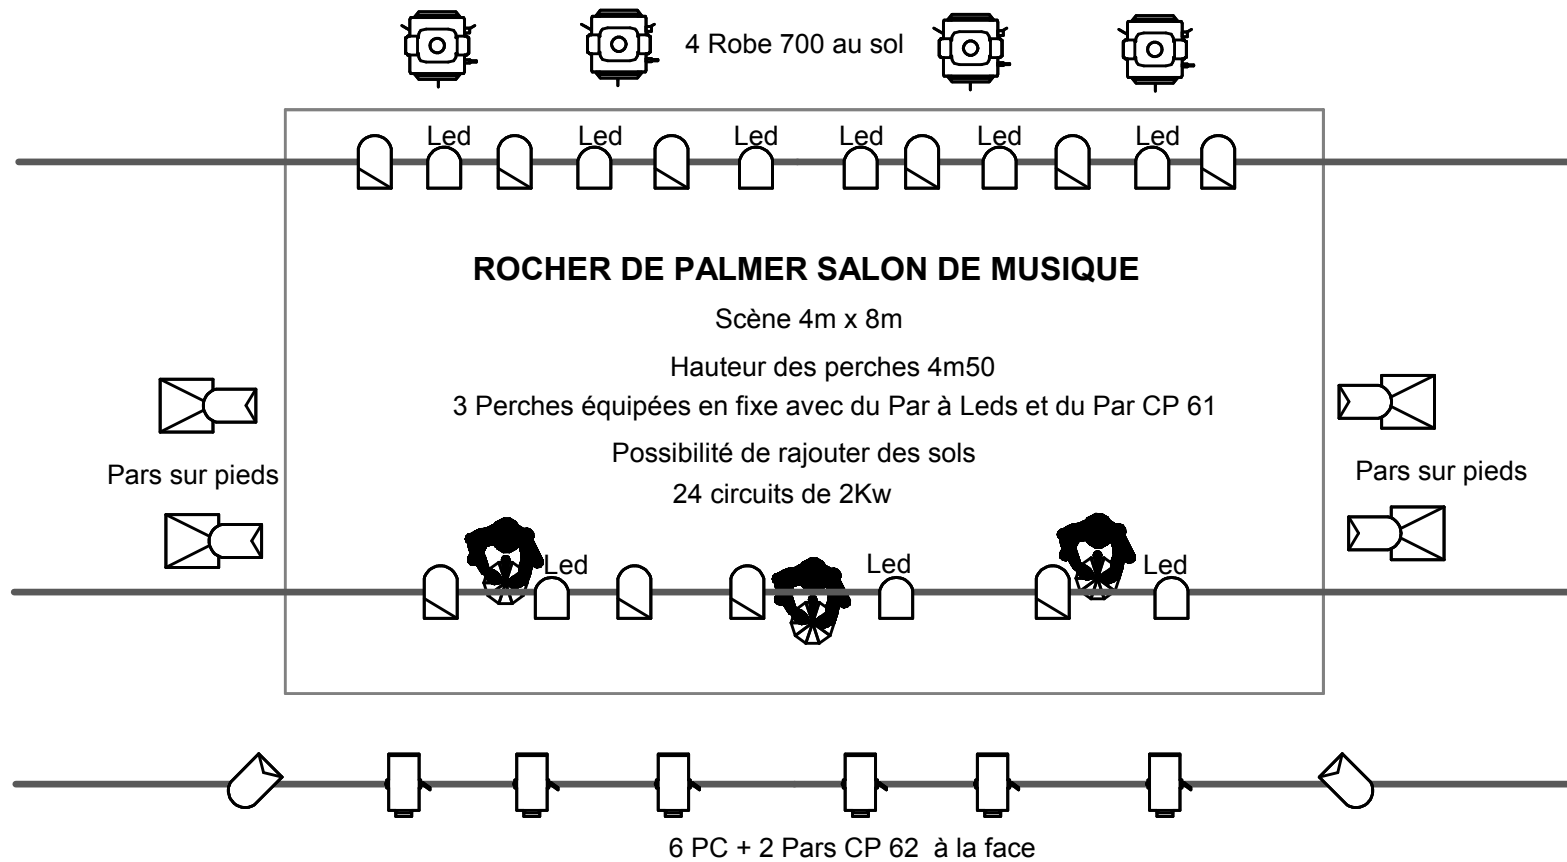 4 Robe 700 au sol
Led Led Led Led Led Led
ROCHER DE PALMER SALON DE MUSIQUE
Scène 4m x 8m
Hauteur des perches 4m50
3 Perches équipées en fixe avec du Par à Leds et du Par CP 61
Possibilité de rajouter des sols
24 circuits de 2Kw
Pars sur pieds
Pars sur pieds
Led Led Led
6 PC + 2 Pars CP 62 à la face